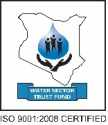 WATER SECTOR
TRUST FUND
ISO 9001:2008 CERTIFIED